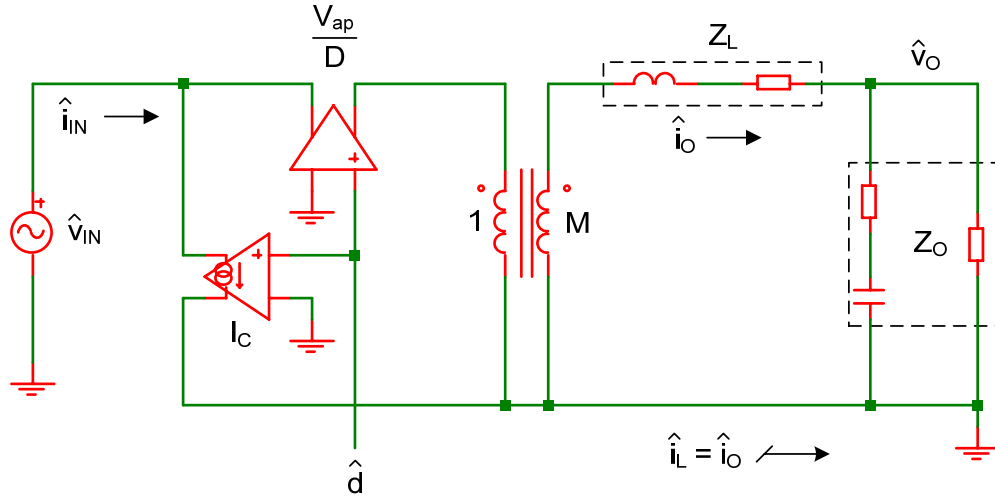 V_ap
D
Z_L
v̂_O
î_IN
+
î_O
+
v̂_IN
1
M
Z_O
+
I_C
î_L = î_O
d̂